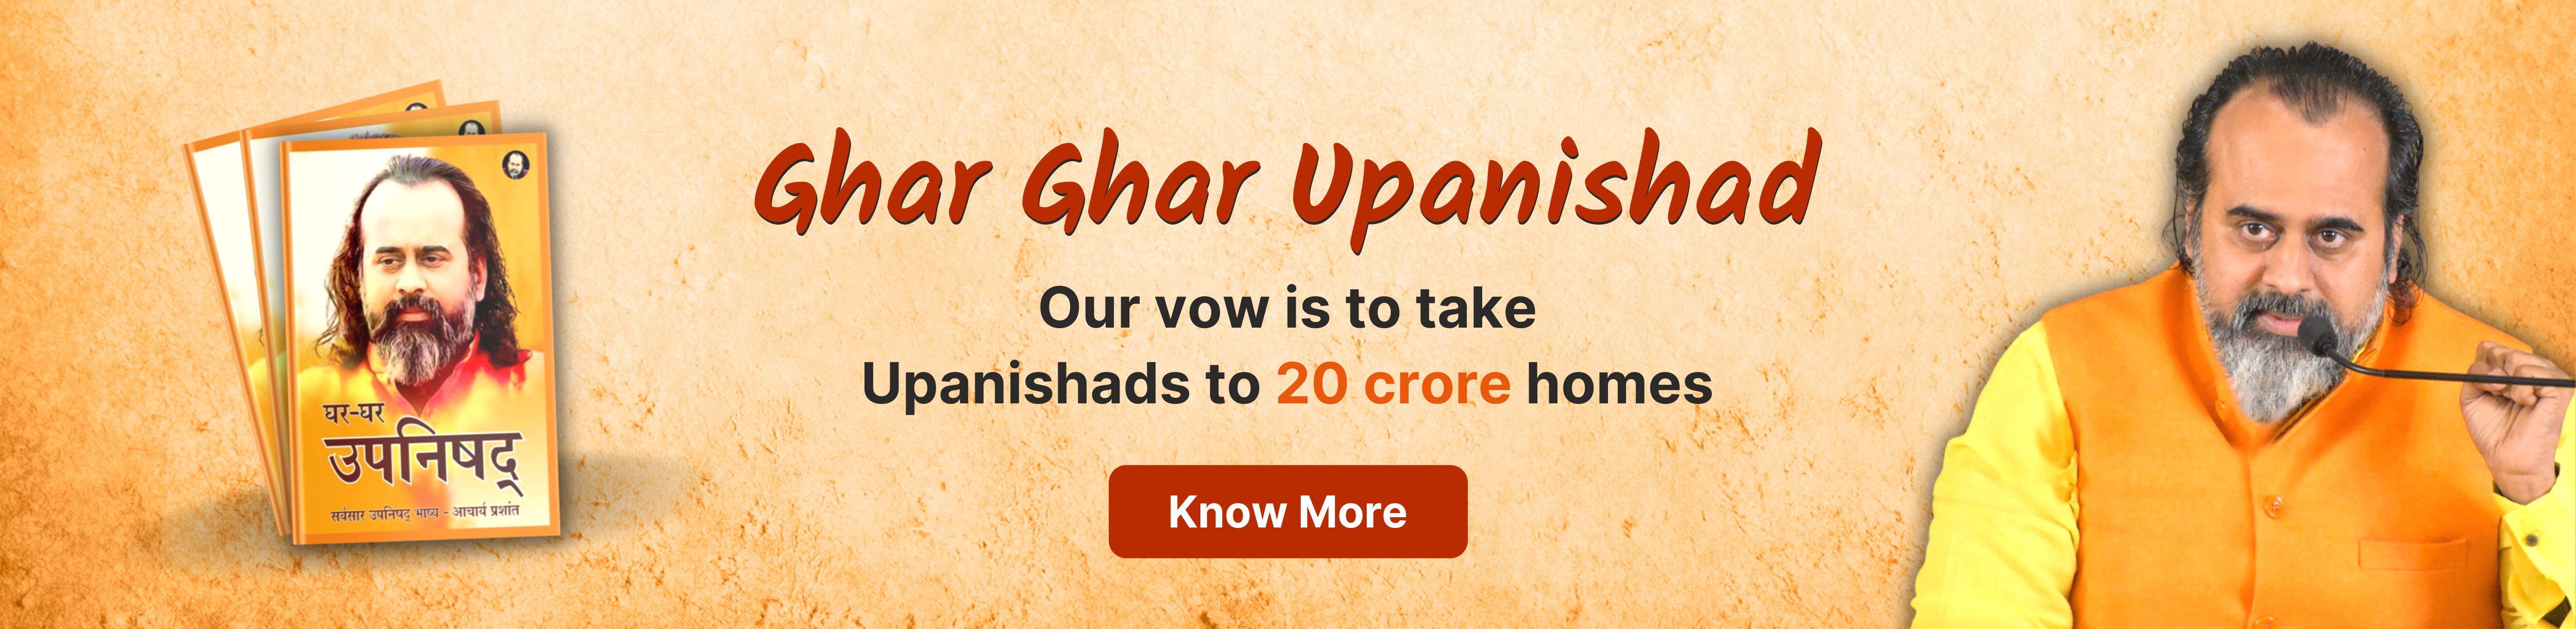 घर-घर
उपनिषद्
सर्वसार उपनिषद् भाष्य - आचार्य प्रशांत
Ghar Ghar Upanishad
Our vow is to take
Upanishads to 20 crore homes
Know More